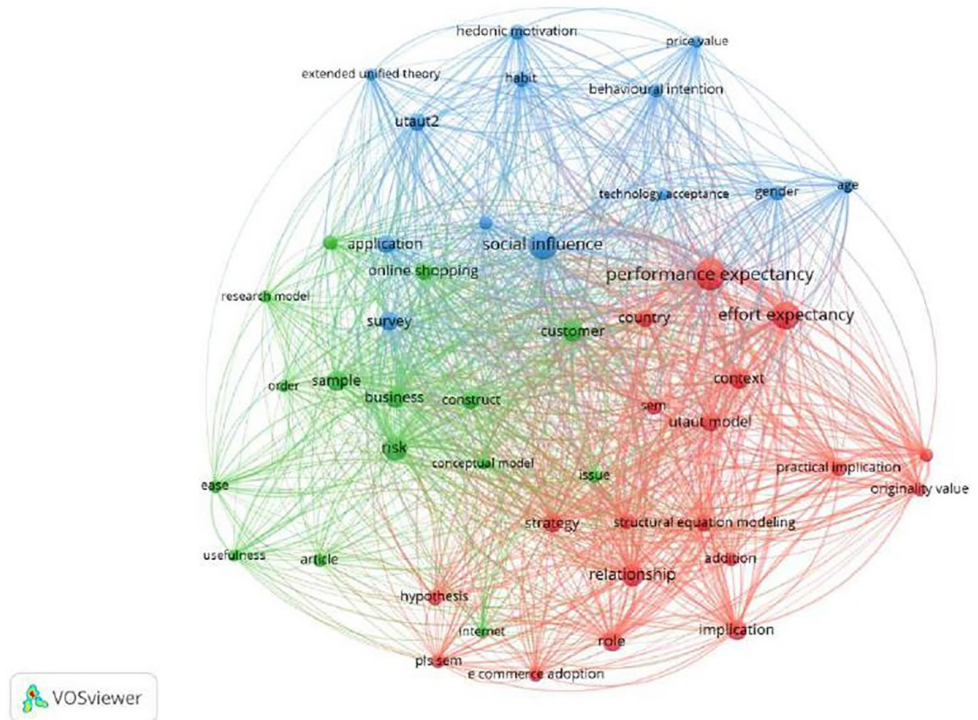 hedonic motivation
price value
extended unified theory
habit
behavioural intention
utaut2
technology acceptance
gender
age
application
social influence
online shopping
performance expectancy
research model
survey
customer
country
effort expectancy
order
sample
business
construct
context
sem
utaut model
risk
conceptual model
issue
practical implication
ease
originality value
strategy
structural equation modeling
usefulness
article
addition
relationship
hypothesis
internet
role
implication
pls sem
e commerce adoption
VOSviewer